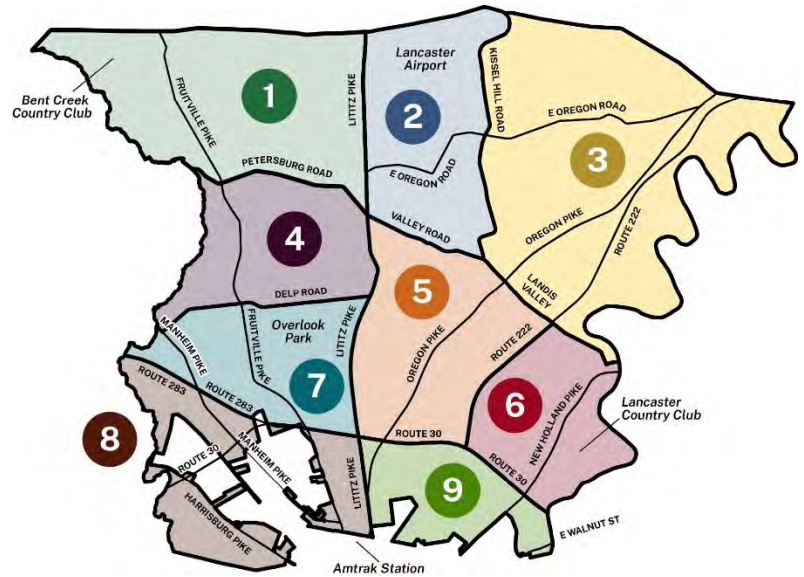 Bent Creek
Country Club
FRUITVILLE PIKE
1
LITITZ PIKE
PETERSBURG ROAD
Lancaster
Airport
2
KISSEL HILL ROAD
E OREGON ROAD
E OREGON ROAD
VALLEY ROAD
3
OREGON PIKE
ROUTE 222
LANDIS
VALLEY
4
DELP ROAD
5
OREGON PIKE
ROUTE 222
MANHEIM PIKE
FRUITVILLE PIKE
Overlook
Park
LITITZ PIKE
7
ROUTE 283
ROUTE 283
6
NEW HOLLAND PIKE
Lancaster
Country Club
8
ROUTE 30
MANHEIM PIKE
HARRISBURG PIKE
LITITZ PIKE
ROUTE 30
ROUTE 30
9
E WALNUT ST
Amtrak Station